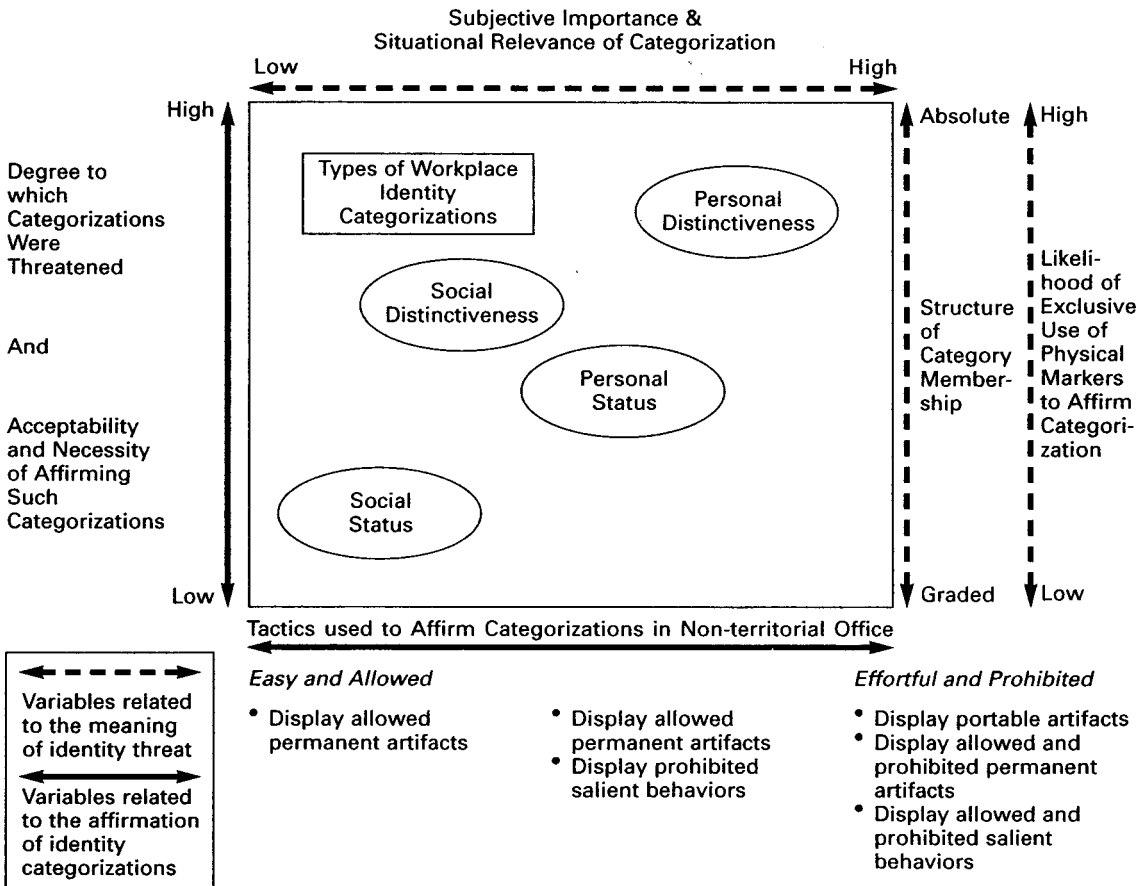 Subjective Importance &
Situational Relevance of Categorization
Low
High
High
Absolute
High
Degree to
which
Categorizations
Were
Threatened
And
Acceptability
and Necessity
of Affirming
Such
Categorizations
Low
Types of Workplace
Identity
Categorizations
Personal
Distinctiveness
Social
Distinctiveness
Personal
Status
Social
Status
Structure
of
Category
Member-
ship
Graded
Likeli-
hood of
Exclusive
Use of
Physical
Markers
to Affirm
Categori-
zation
Low
Tactics used to Affirm Categorizations in Non-territorial Office
Easy and Allowed
• Display allowed
permanent artifacts
• Display allowed
permanent artifacts
• Display prohibited
salient behaviors
Effortful and Prohibited
• Display portable artifacts
• Display allowed and
prohibited permanent
artifacts
• Display allowed and
prohibited salient
behaviors
Variables related
to the meaning
of identity threat
Variables related
to the affirmation
of identity
categorizations